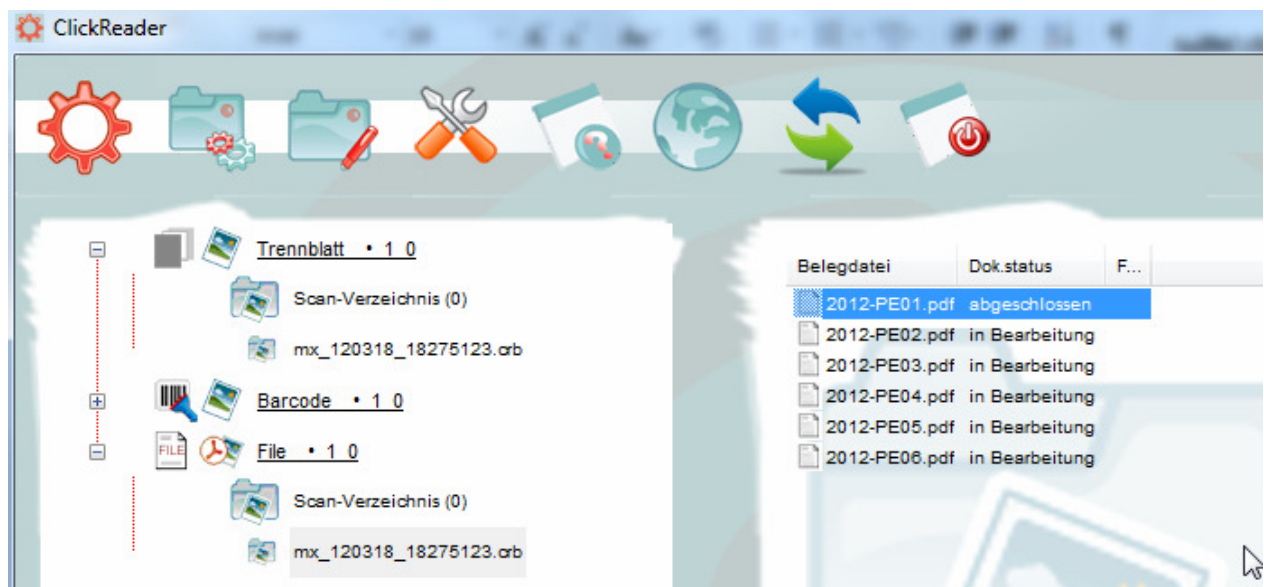 ClickReader
Trennblatt • 1 0
Scan-Verzeichnis (0)
mx_120318_18275123.crb
Barcode • 1 0
FILE File • 1 0
Scan-Verzeichnis (0)
mx_120318_18275123.crb
Belegdatei Dok.status F...
2012-PE01.pdf abgeschlossen
2012-PE02.pdf in Bearbeitung
2012-PE03.pdf in Bearbeitung
2012-PE04.pdf in Bearbeitung
2012-PE05.pdf in Bearbeitung
2012-PE06.pdf in Bearbeitung